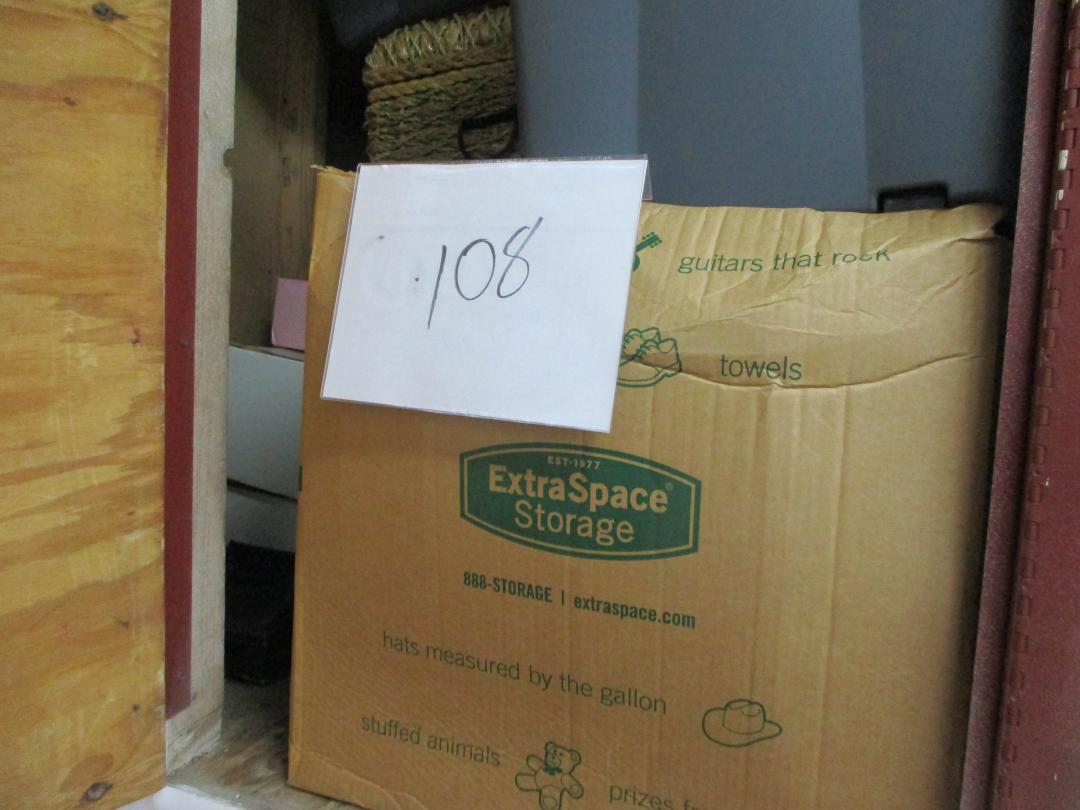 108
guitars that rock
towels
EST·1977
ExtraSpace®
Storage
888-STORAGE | extraspace.com
hats measured by the gallon
stuffed animals
prizes